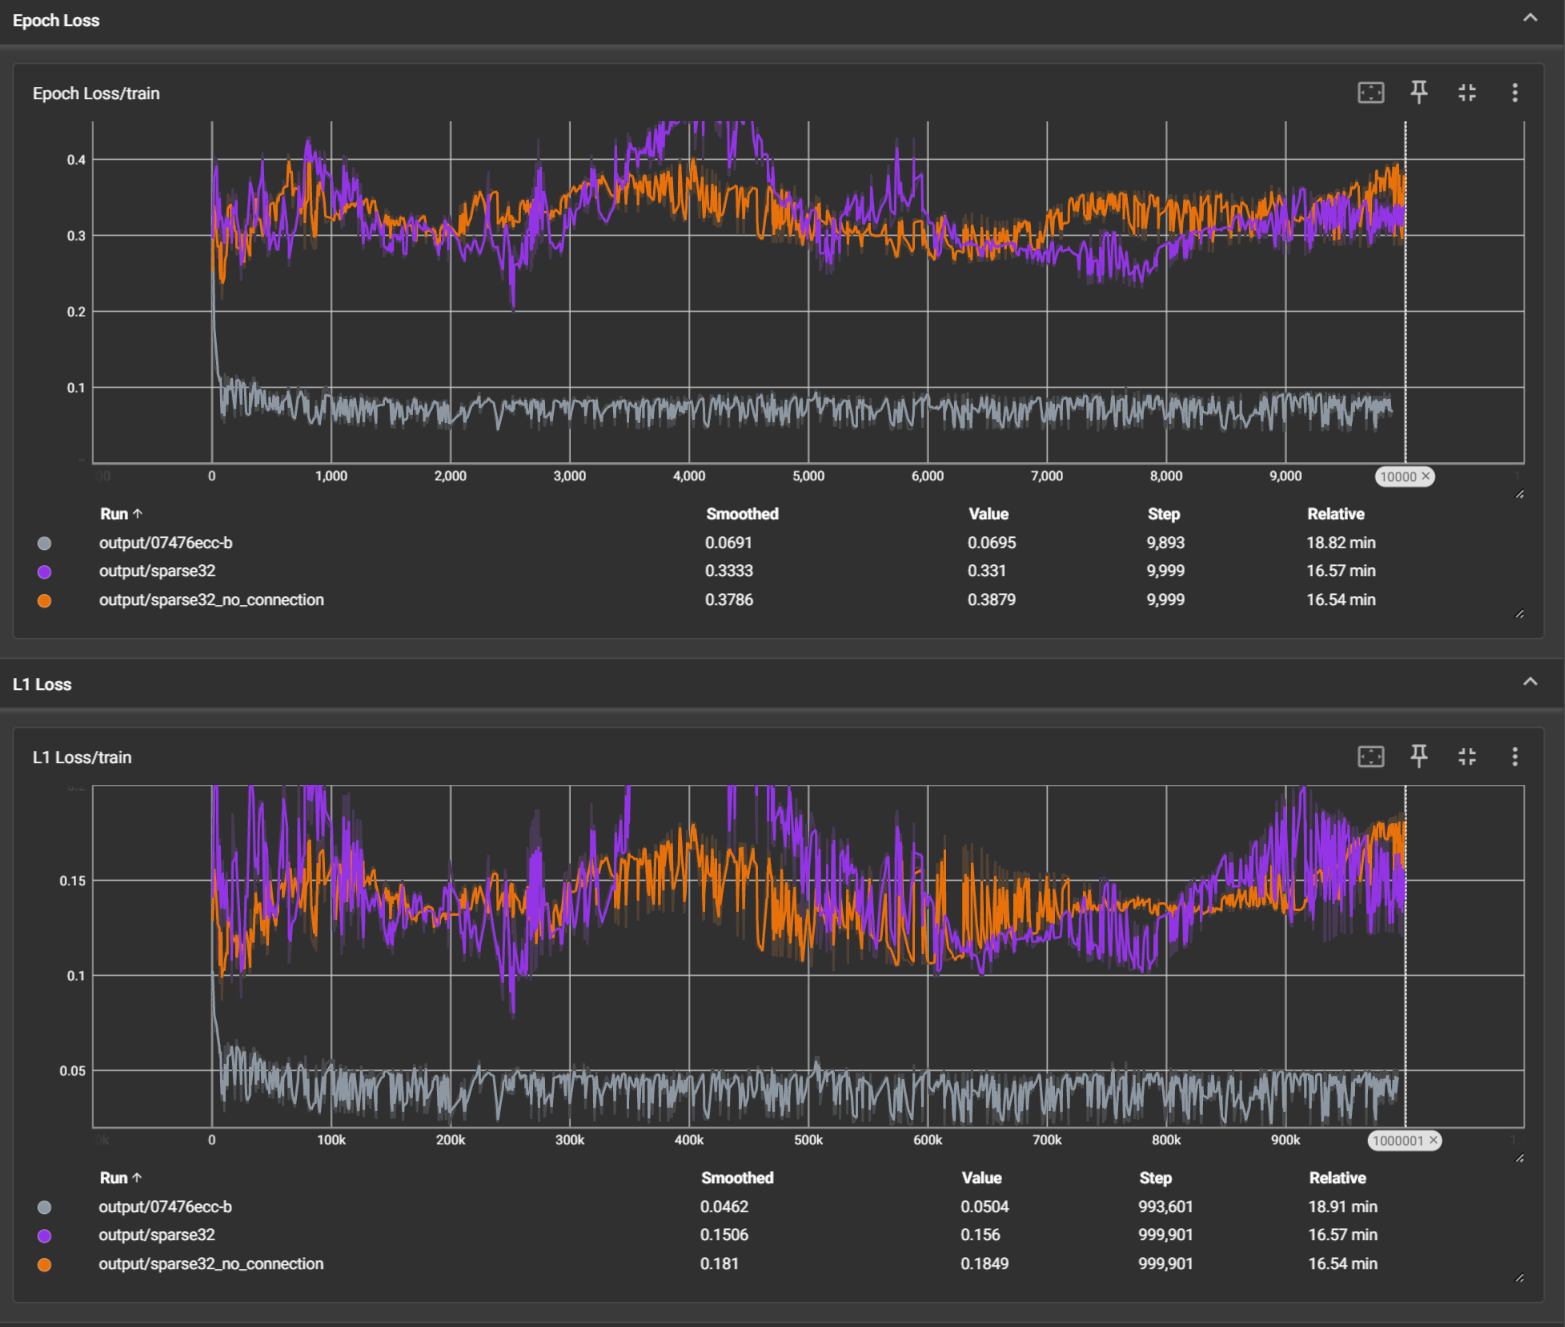 Epoch Loss
Epoch Loss/train
0.4
0.3
0.2
0.1
0 1,000 2,000 3,000 4,000 5,000 6,000 7,000 8,000 9,000 10000 ×
Run ↑ Smoothed Value Step Relative
output/07476ecc-b 0.0691 0.0695 9,893 18.82 min
output/sparse32 0.3333 0.331 9,999 16.57 min
output/sparse32_no_connection 0.3786 0.3879 9,999 16.54 min
L1 Loss
L1 Loss/train
0.2
0.15
0.1
0.05
0 100k 200k 300k 400k 500k 600k 700k 800k 900k 1000001 ×
Run ↑ Smoothed Value Step Relative
output/07476ecc-b 0.0462 0.0504 993,601 18.91 min
output/sparse32 0.1506 0.156 999,901 16.57 min
output/sparse32_no_connection 0.181 0.1849 999,901 16.54 min